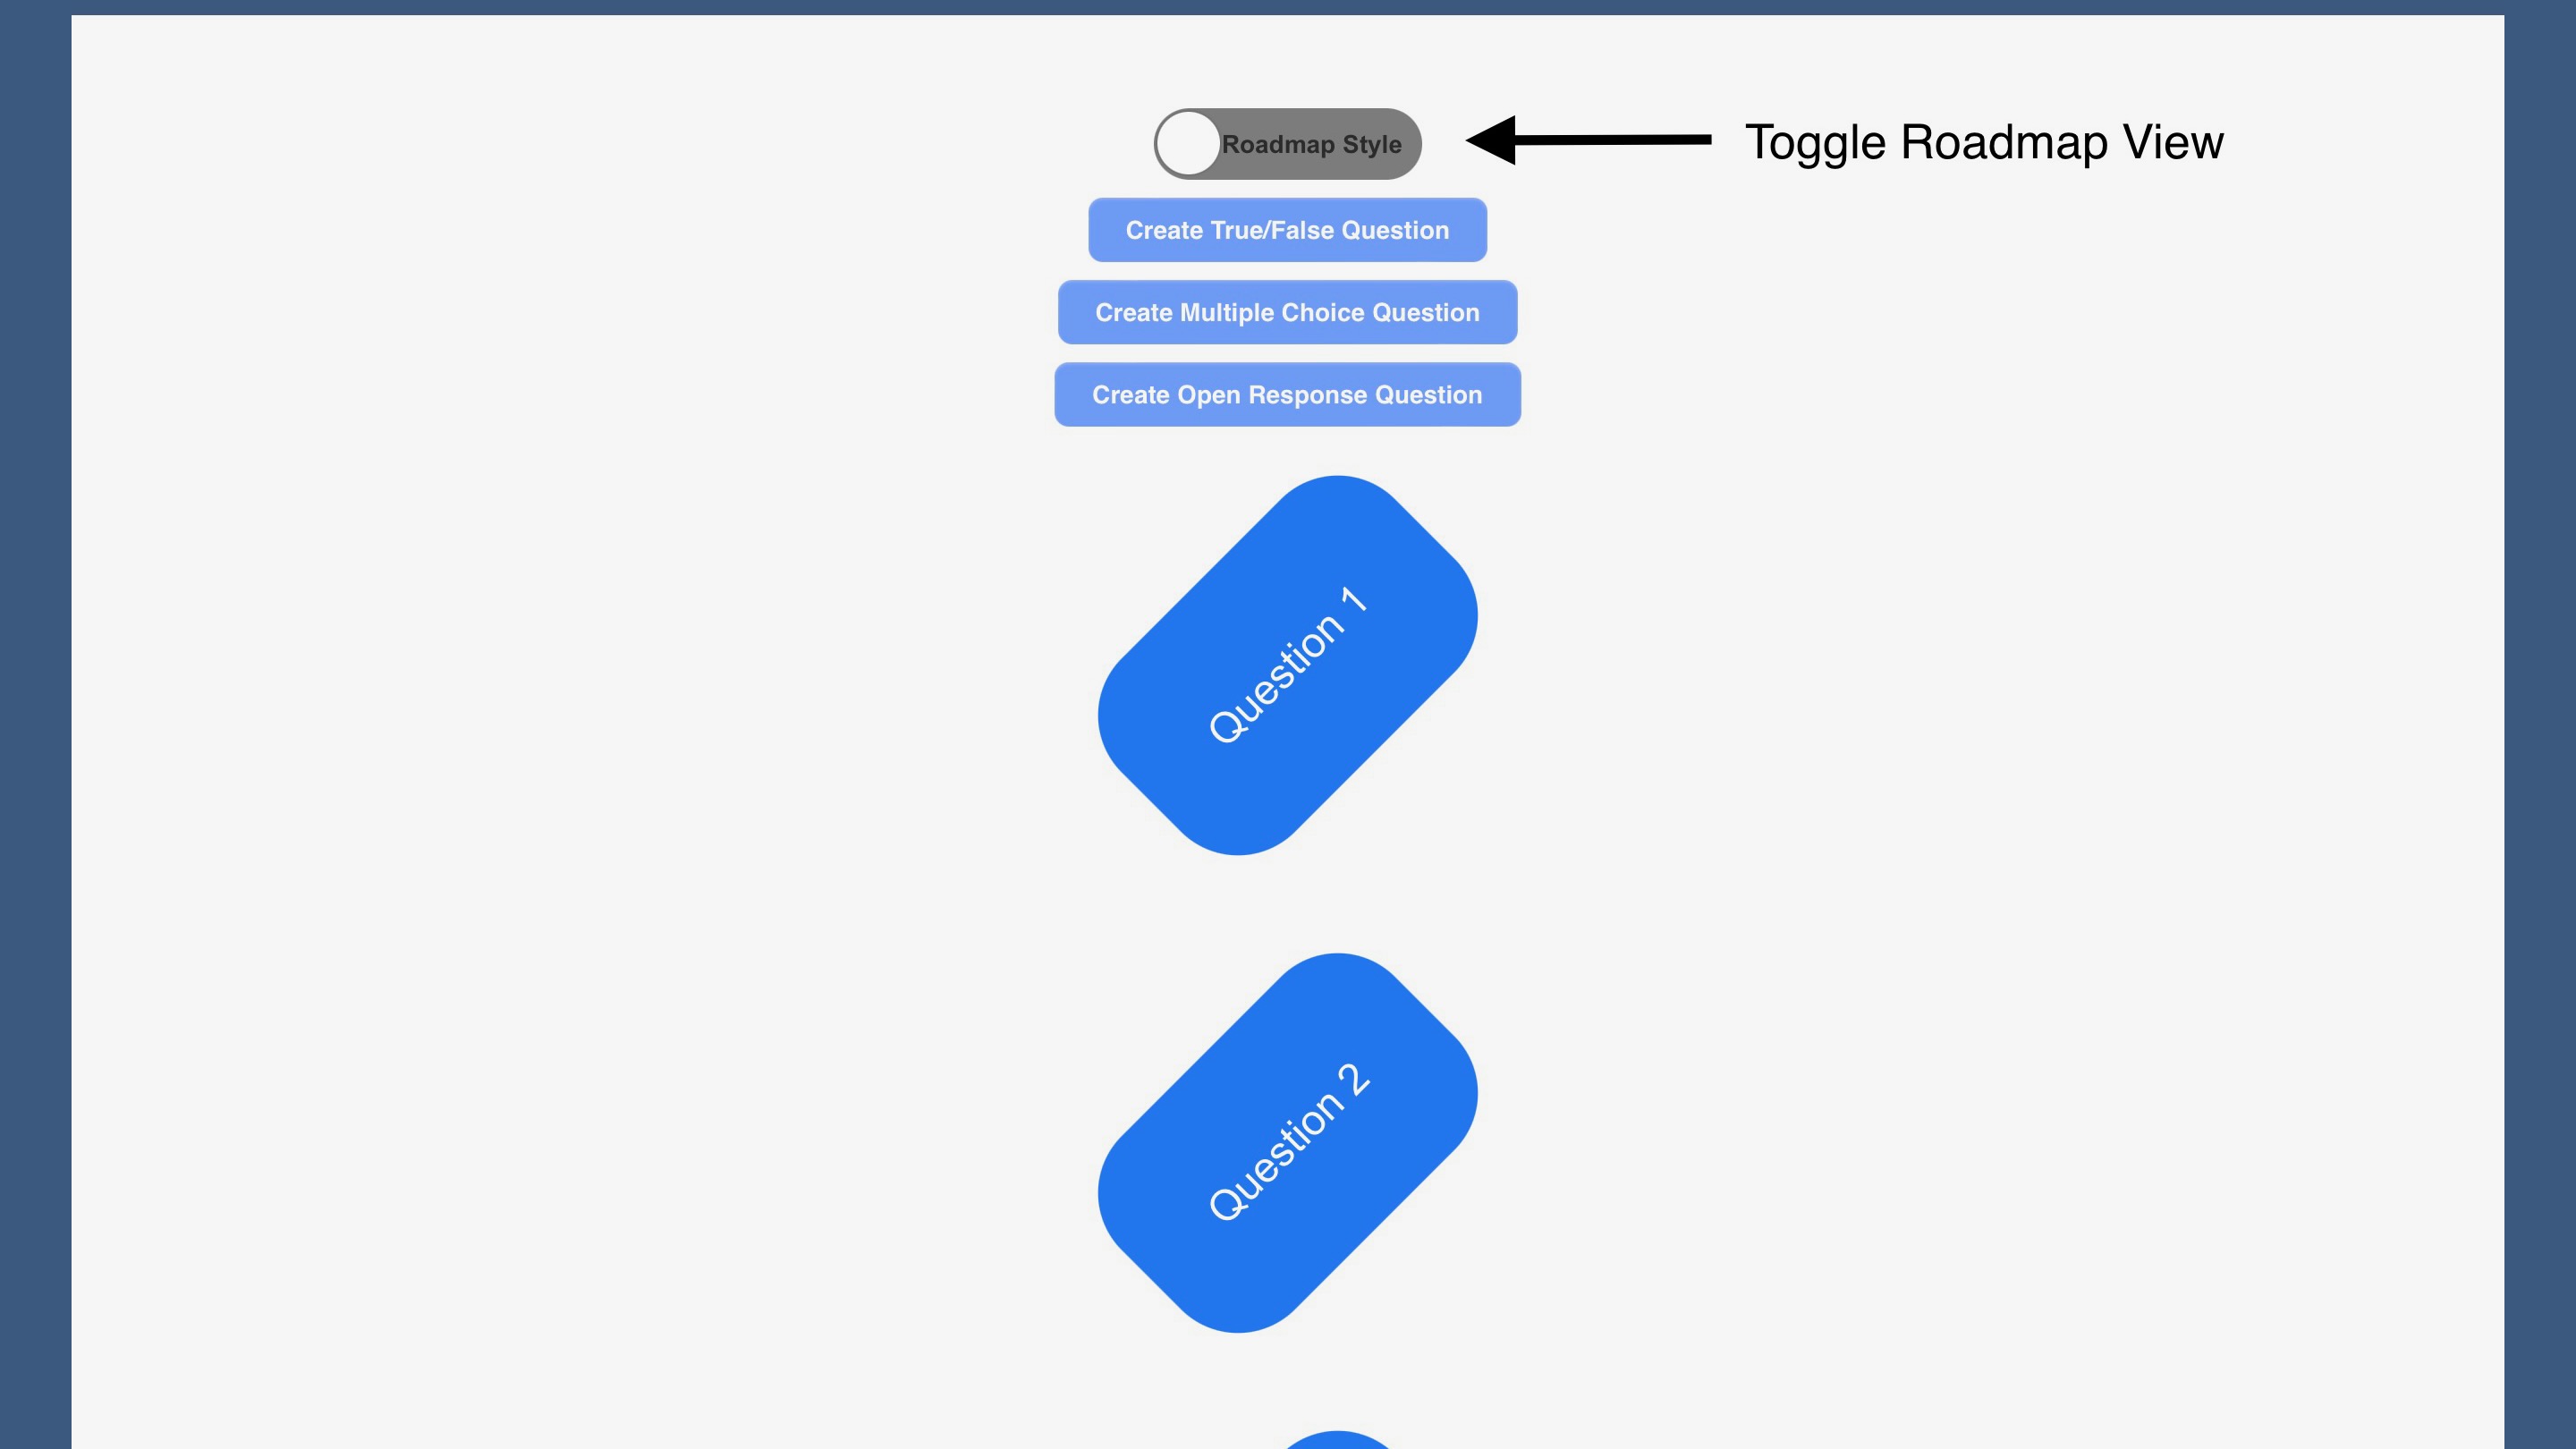 Roadmap Style
Toggle Roadmap View
Create True/False Question
Create Multiple Choice Question
Create Open Response Question
Question 1
Question 2